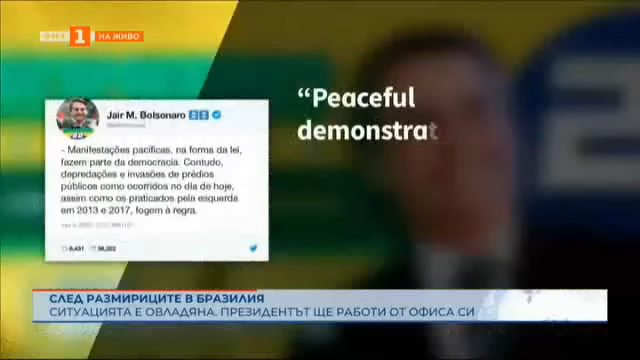 1 НА ЖИВО
"Peaceful
demonstrat
Jair M. Bolsonaro 22
- Manifestações pacíficas, na forma da lei,
fazem parte da democracia. Contudo,
depredações e invasões de prédios
públicos como ocorridos no dia de hoje,
assim como os praticados pela esquerda
em 2013 e 2017, fogem à regra.
СЛЕД РАЗМИРИЦИТЕ В БРАЗИЛИЯ
СИТУАЦИЯТА Е ОВЛАДЯНА. ПРЕЗИДЕНТЪТ ЩЕ РАБОТИ ОТ ОФИСА СИ